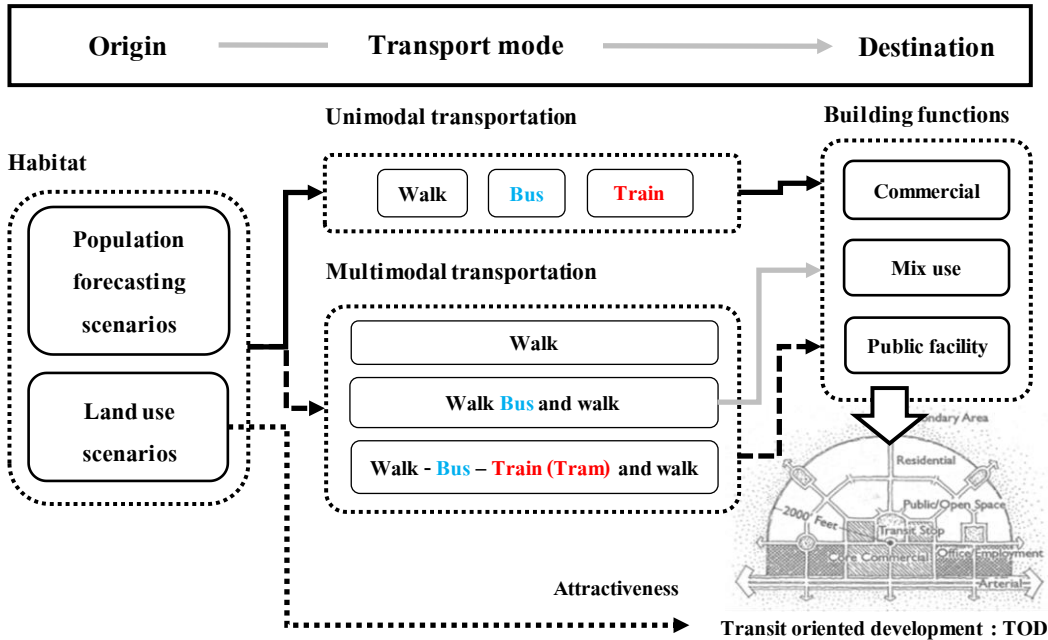 Origin
Transport mode
Destination
Unimodal transportation
Building functions
Habitat
Walk
Bus
Train
Commercial
Population
forecasting
scenarios
Multimodal transportation
Mix use
Walk
Public facility
Land use
scenarios
Walk Bus and walk
Walk - Bus – Train (Tram) and walk
Area
Residential
Public/Open Space
2000 Feet
Transit Stop
Core Commercial
Office Employment
Arterial
Attractiveness
Transit oriented development : TOD